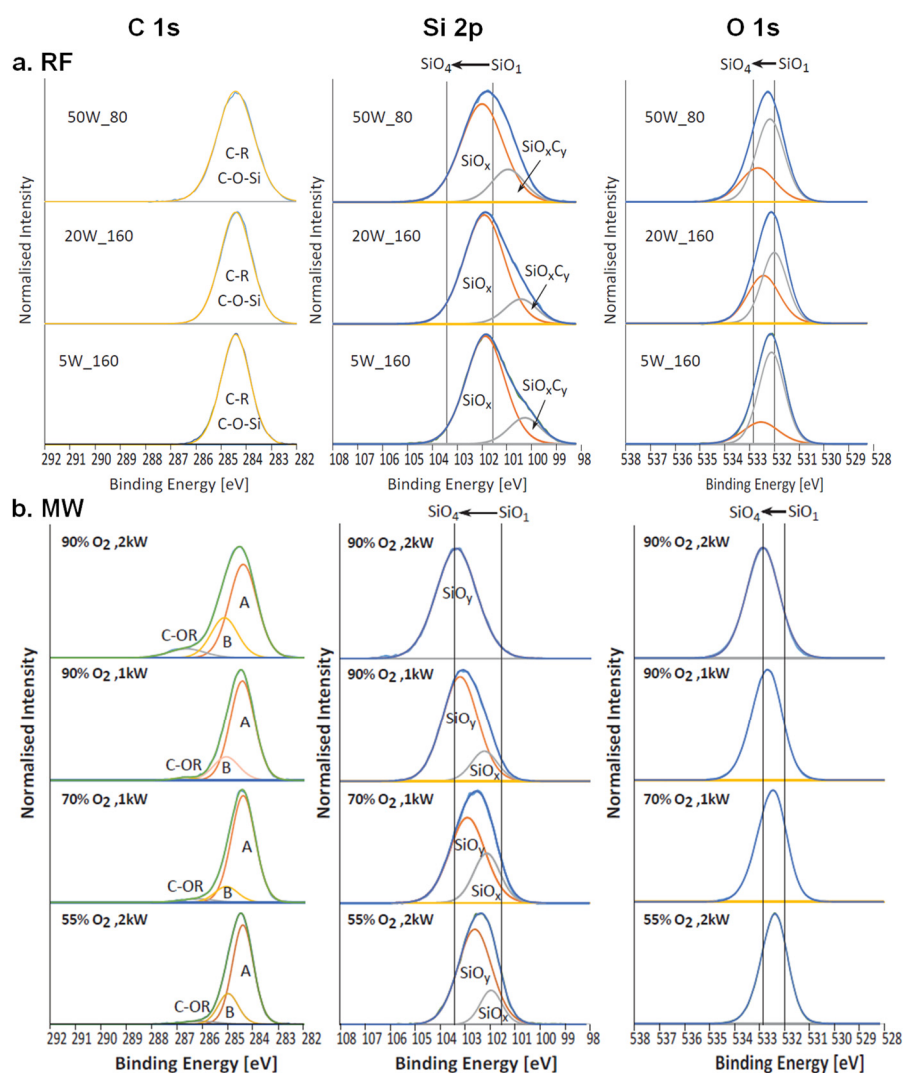 C 1s Si 2p O 1s
a. RF
SiO4 SiO1 SiO4 SiO1
50W_80 50W_80 50W_80
C-R
C-O-Si
SiOx SiOxCy
20W_160 20W_160 20W_160
C-R
C-O-Si
SiOx SiOxCy
5W_160 5W_160 5W_160
C-R
C-O-Si
SiOx SiOxCy
Normalised Intensity Normalised Intensity Normalised Intensity
292 291 290 289 288 287 286 285 284 283 282
108 107 106 105 104 103 102 101 100 99 98
538 537 536 535 534 533 532 531 530 529 528
Binding Energy [eV] Binding Energy [eV] Binding Energy [eV]
b. MW
SiO4 SiO1 SiO4 SiO1
90% O2 ,2kW 90% O2 ,2kW 90% O2 ,2kW
C-OR B A SiOy
90% O2 ,1kW 90% O2 ,1kW 90% O2 ,1kW
C-OR B A SiOy SiOx
70% O2 ,1kW 70% O2 ,1kW 70% O2 ,1kW
C-OR B A SiOy SiOx
55% O2 ,2kW 55% O2 ,2kW 55% O2 ,2kW
C-OR B A SiOy SiOx
Normalised Intensity Normalised Intensity Normalised Intensity
292 291 290 289 288 287 286 285 284 283 282
108 107 106 105 104 103 102 101 100 99 98
538 537 536 535 534 533 532 531 530 529 528
Binding Energy [eV] Binding Energy [eV] Binding Energy [eV]